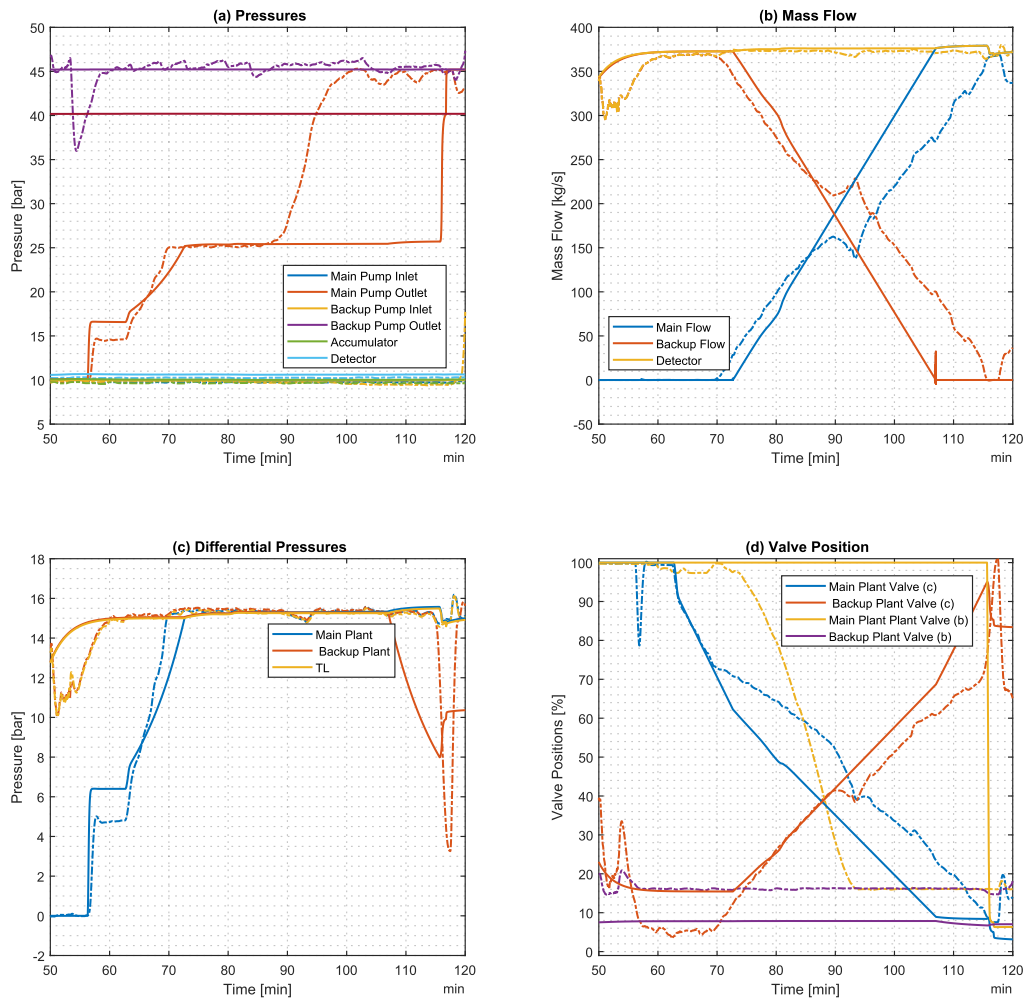 (a) Pressures
50
45
40
35
30
25
20
15
10
5
Pressure [bar]
Main Pump Inlet
Main Pump Outlet
Backup Pump Inlet
Backup Pump Outlet
Accumulator
Detector
50 60 70 80 90 100 110 120
Time [min]
min
(b) Mass Flow
400
350
300
250
200
150
100
50
0
-50
Mass Flow [kg/s]
Main Flow
Backup Flow
Detector
50 60 70 80 90 100 110 120
Time [min]
min
(c) Differential Pressures
18
16
14
12
10
8
6
4
2
0
-2
Pressure [bar]
Main Plant
Backup Plant
TL
50 60 70 80 90 100 110 120
Time [min]
min
(d) Valve Position
100
90
80
70
60
50
40
30
20
10
0
Valve Positions [%]
Main Plant Valve (c)
Backup Plant Valve (c)
Main Plant Plant Valve (b)
Backup Plant Valve (b)
50 60 70 80 90 100 110 120
Time [min]
min